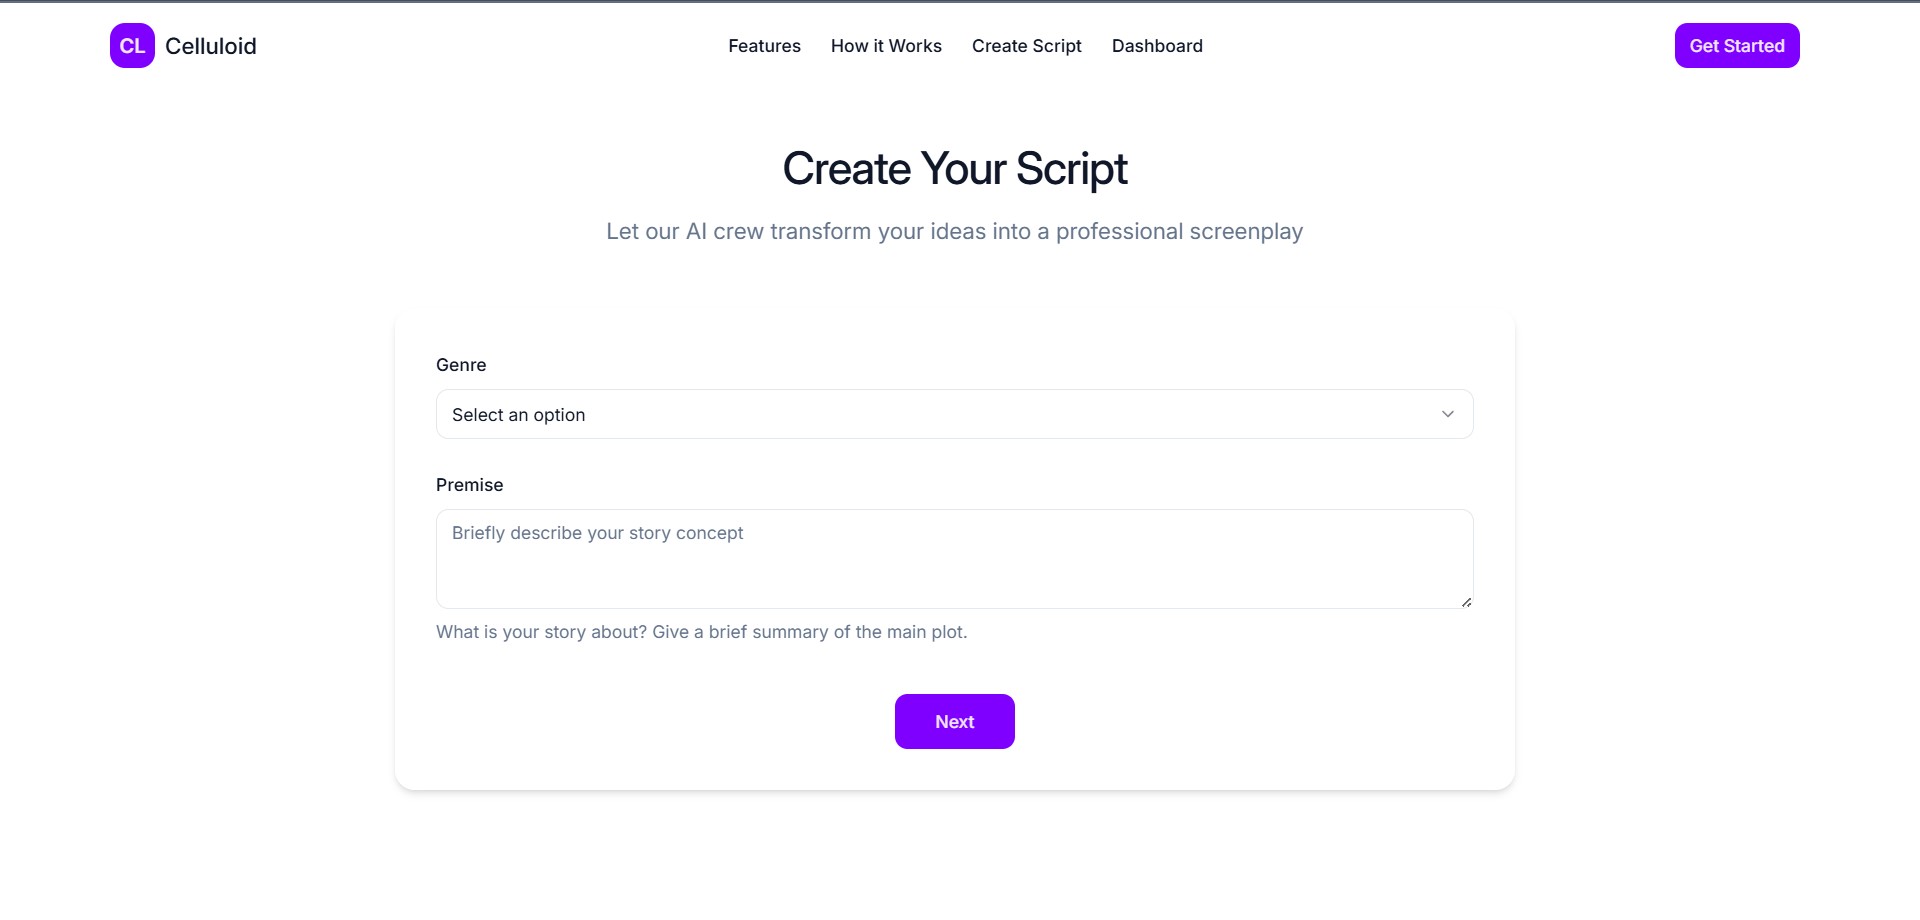 CL Celluloid Features How it Works Create Script Dashboard Get Started
Create Your Script
Let our AI crew transform your ideas into a professional screenplay
Genre
Select an option
Premise
Briefly describe your story concept
What is your story about? Give a brief summary of the main plot.
Next